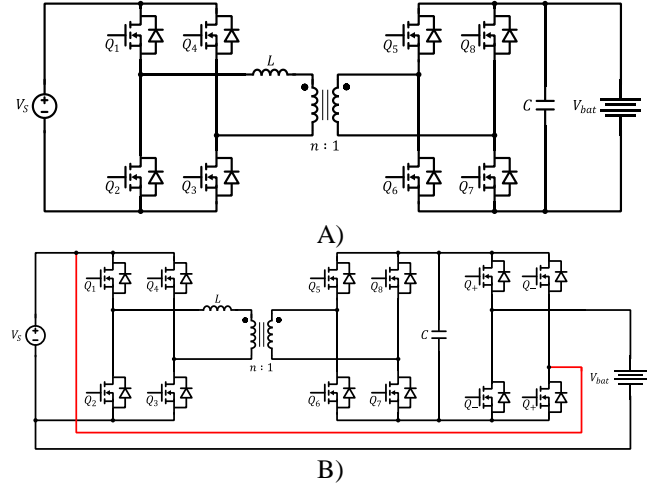 Q1 Q4 Q5 Q8
L
VS n : 1 C Vbat
Q2 Q3 Q6 Q7
A)
Q1 Q4 Q5 Q8 Q+ Q−
L
VS n : 1 C Vbat
Q2 Q3 Q6 Q7 Q− Q+
B)